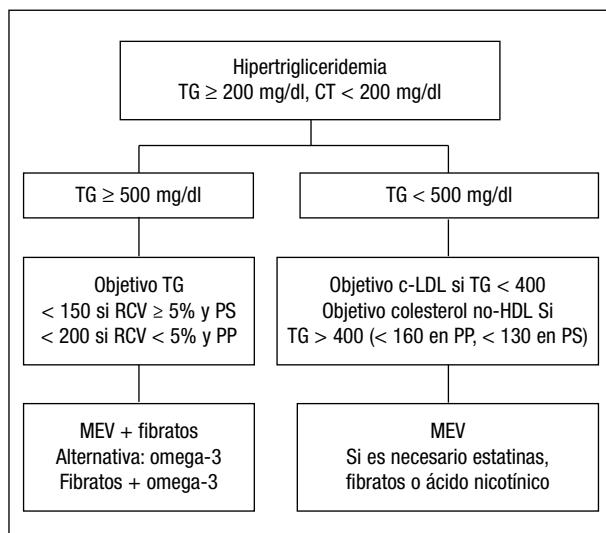 Hipertrigliceridemia
TG ≥ 200 mg/dl, CT < 200 mg/dl
TG ≥ 500 mg/dl
TG < 500 mg/dl
Objetivo TG
< 150 si RCV ≥ 5% y PS
< 200 si RCV < 5% y PP
Objetivo c-LDL si TG < 400
Objetivo colesterol no-HDL Si
TG > 400 (< 160 en PP, < 130 en PS)
MEV + fibratos
Alternativa: omega-3
Fibratos + omega-3
MEV
Si es necesario estatinas,
fibratos o ácido nicotínico